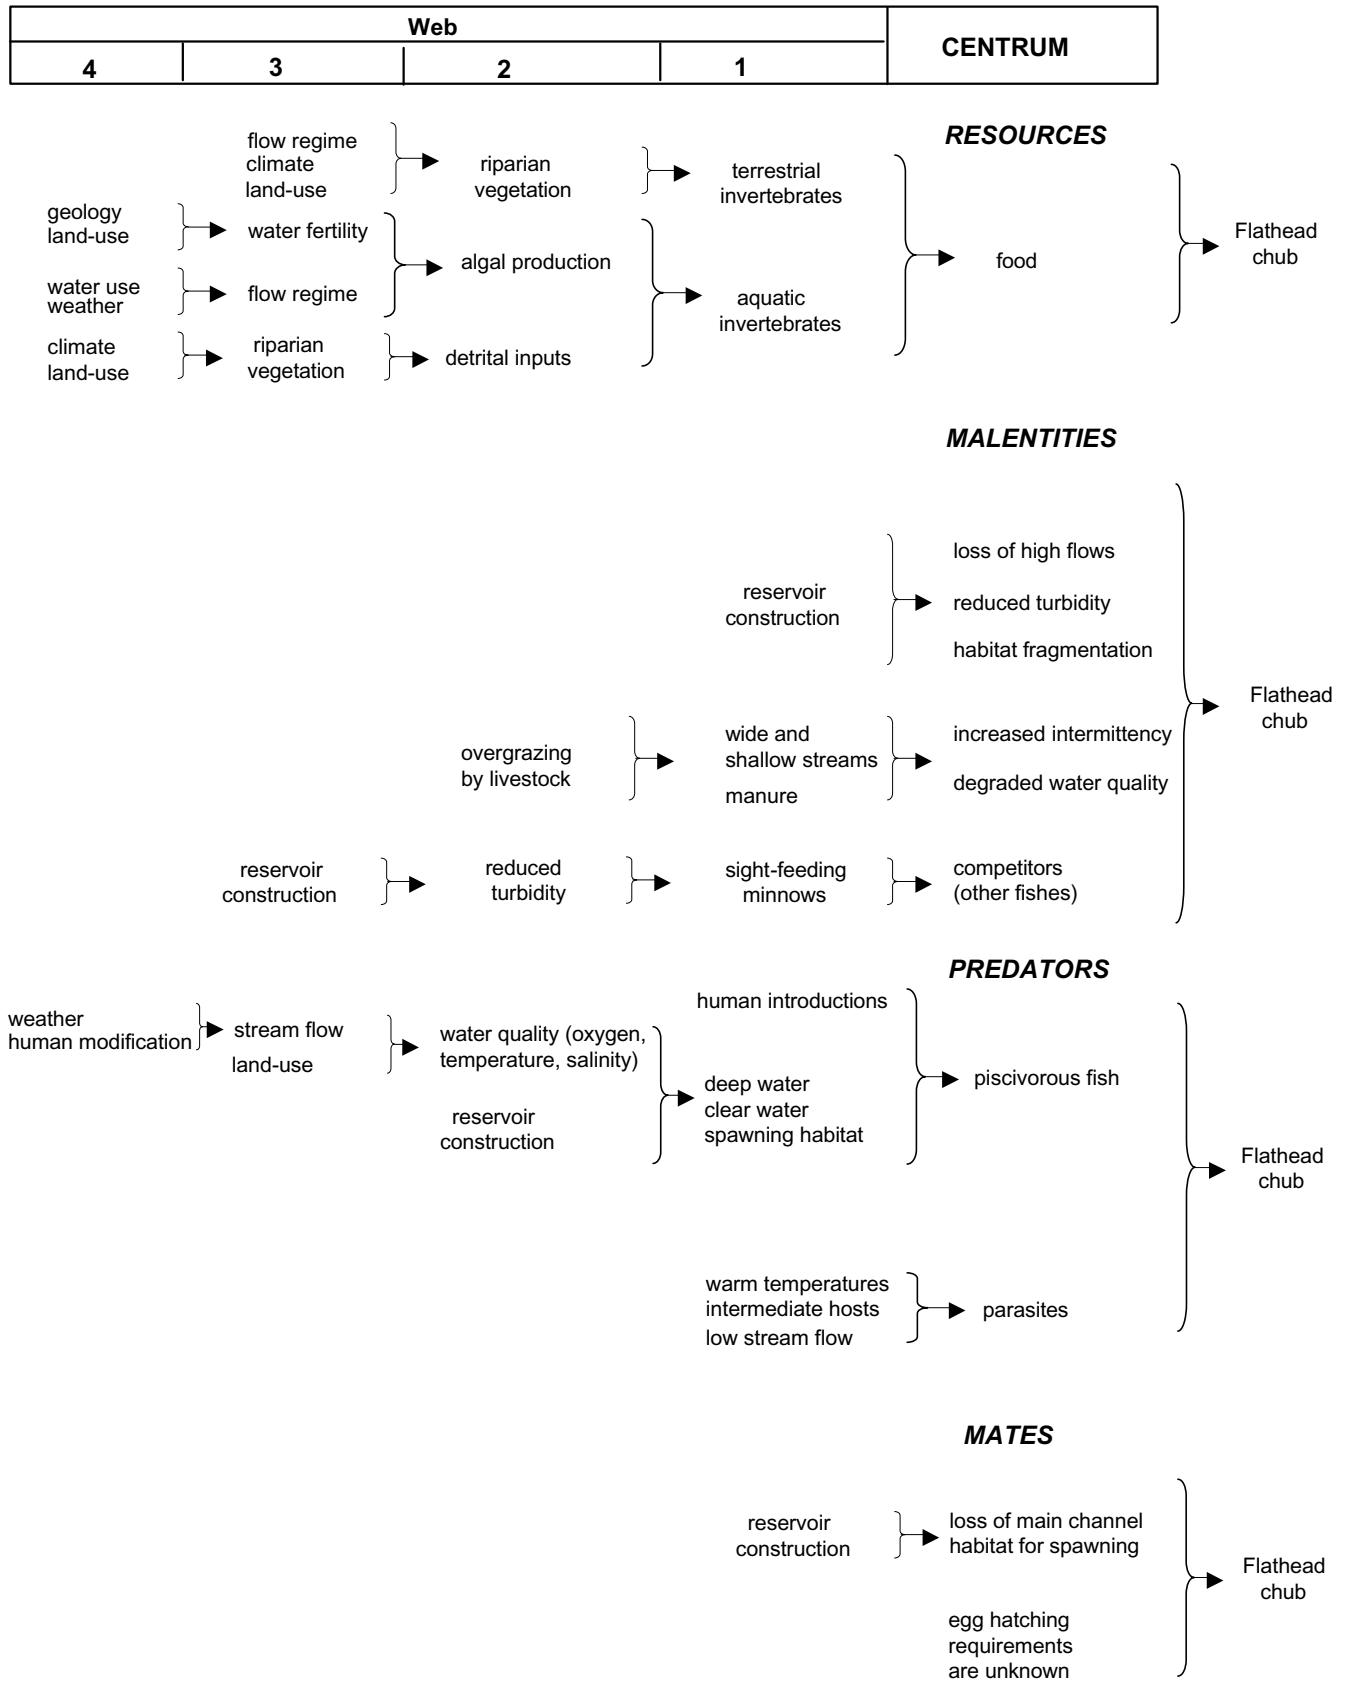 Web
CENTRUM
4 3 2 1
RESOURCES
flow regime
climate
land-use
riparian
vegetation
terrestrial
invertebrates
geology
land-use
water fertility
algal production
water use
weather
flow regime
aquatic
invertebrates
food
Flathead
chub
climate
land-use
riparian
vegetation
detrital inputs
MALENTITIES
reservoir
construction
loss of high flows
reduced turbidity
habitat fragmentation
overgrazing
by livestock
wide and
shallow streams
manure
increased intermittency
degraded water quality
Flathead
chub
reservoir
construction
reduced
turbidity
sight-feeding
minnows
competitors
(other fishes)
PREDATORS
weather
human modification
stream flow
land-use
water quality (oxygen,
temperature, salinity)
reservoir
construction
human introductions
deep water
clear water
spawning habitat
piscivorous fish
Flathead
chub
warm temperatures
intermediate hosts
low stream flow
parasites
MATES
reservoir
construction
loss of main channel
habitat for spawning
egg hatching
requirements
are unknown
Flathead
chub